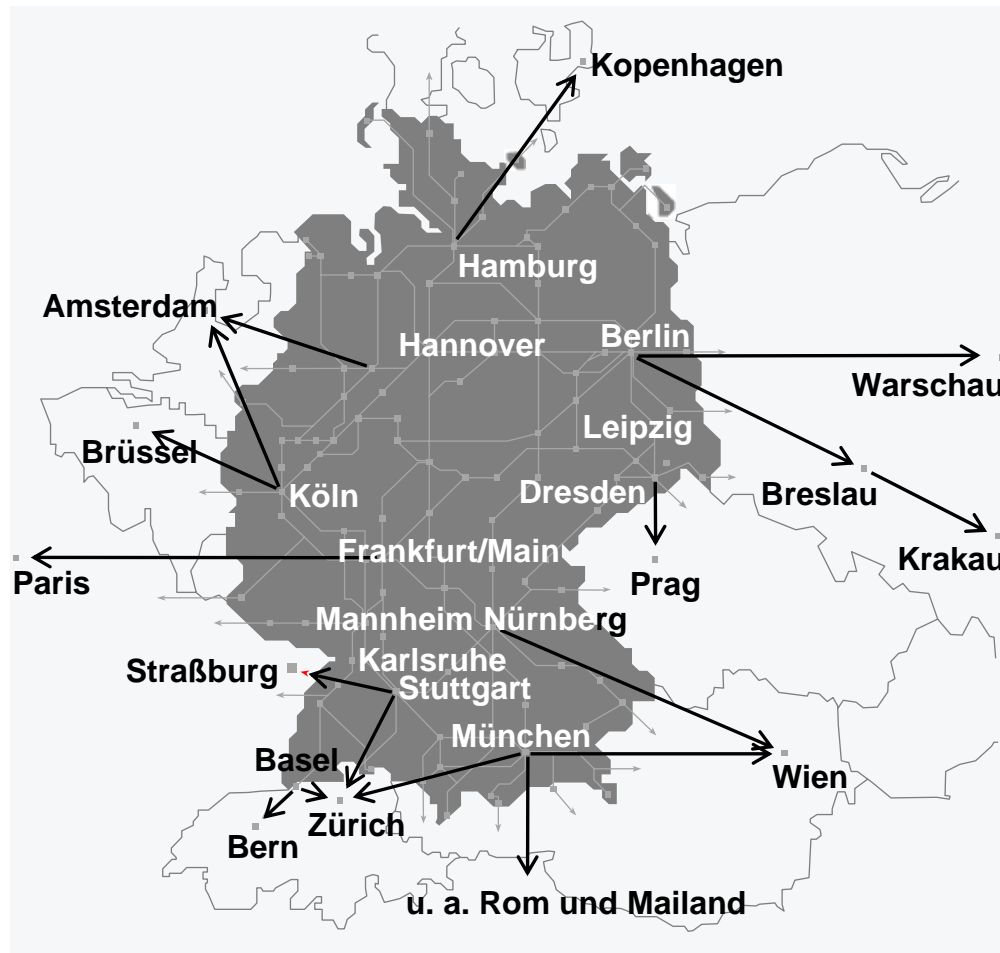 Kopenhagen
Hamburg
Amsterdam
Hannover
Berlin
Warschau
Brüssel
Leipzig
Köln
Dresden
Breslau
Frankfurt/Main
Krakau
Paris
Prag
Mannheim Nürnberg
Straßburg
Karlsruhe
Stuttgart
München
Basel
Wien
Zürich
Bern
u. a. Rom und Mailand